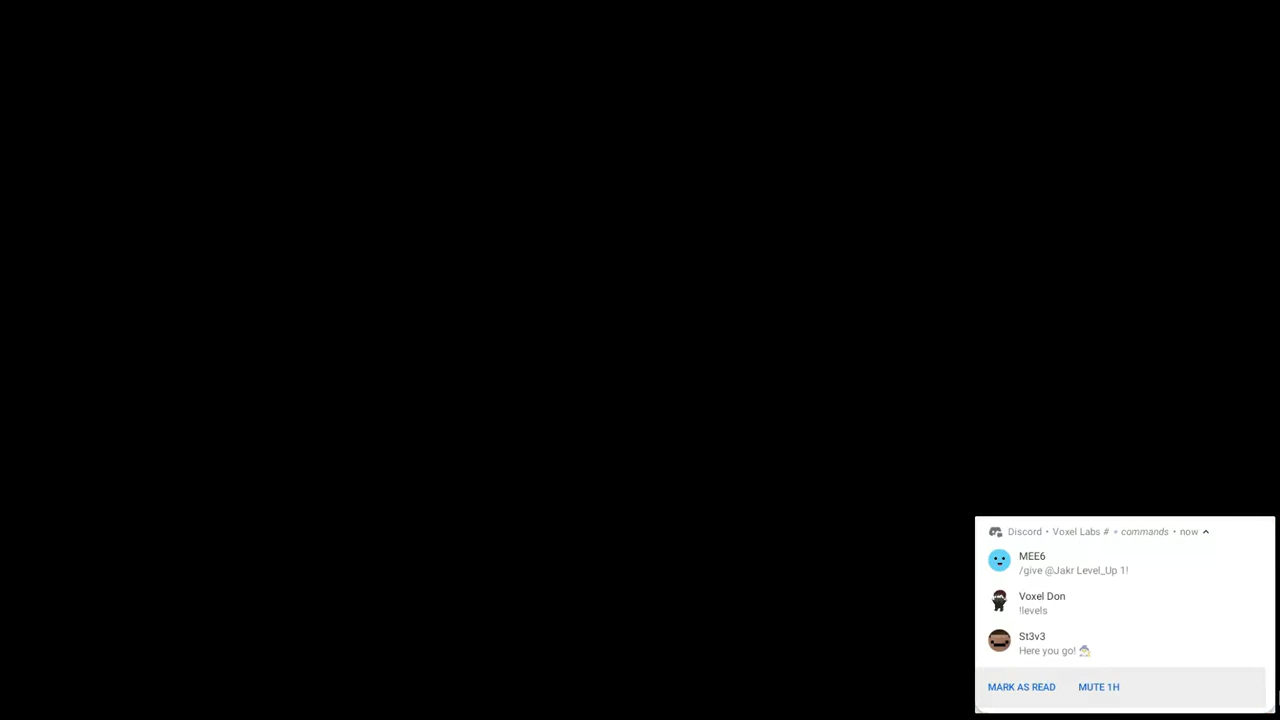 Discord • Voxel Labs # • commands • now
MEE6
/give @Jakr Level_Up 1!
Voxel Don
!levels
St3v3
Here you go!
MARK AS READ MUTE 1H